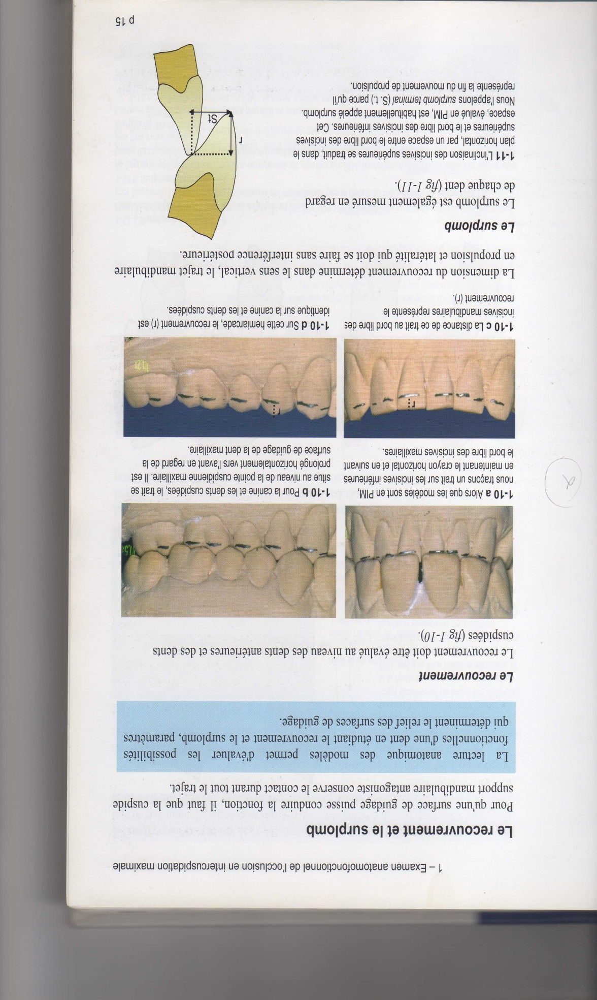 1 – Examen anatomofonctionnel de l'occlusion en intercuspidation maximale
Le recouvrement et le surplomb
Pour qu'une surface de guidage puisse conduire la fonction, il faut que la cuspide
support mandibulaire antagoniste conserve le contact durant tout le trajet.
La lecture anatomique des modèles permet d'évaluer les possibilités
fonctionnelles d'une dent en étudiant le recouvrement et le surplomb, paramètres
qui déterminent le relief des surfaces de guidage.
Le recouvrement
Le recouvrement doit être évalué au niveau des dents antérieures et des dents
cuspidées (fig 1-10).
1-10 a Alors que les modèles sont en PIM,
nous traçons un trait sur les incisives inférieures
en maintenant le crayon horizontal et en suivant
le bord libre des incisives maxillaires.
1-10 b Pour la canine et les dents cuspidées, le trait se
situe au niveau de la pointe cuspidienne maxillaire. Il est
prolongé horizontalement vers l'avant en regard de la
surface de guidage de la dent maxillaire.
r
r
1-10 c La distance de ce trait au bord libre des
incisives mandibulaires représente le
recouvrement (r).
1-10 d Sur cette hemiarcade, le recouvrement (r) est
identique sur la canine et les dents cuspidées.
La dimension du recouvrement détermine dans le sens vertical, le trajet mandibulaire
en propulsion et latéralité qui doit se faire sans interférence postérieure.
Le surplomb
Le surplomb est également mesuré en regard
de chaque dent (fig 1-11).
1-11 L'inclinaison des incisives supérieures se traduit, dans le
plan horizontal, par un espace entre le bord libre des incisives
supérieures et le bord libre des incisives inférieures. Cet
espace, évalué en PIM, est habituellement appelé surplomb.
Nous l'appelons surplomb terminal (S. t.) parce qu'il
représente la fin du mouvement de propulsion.
r
St
p 15